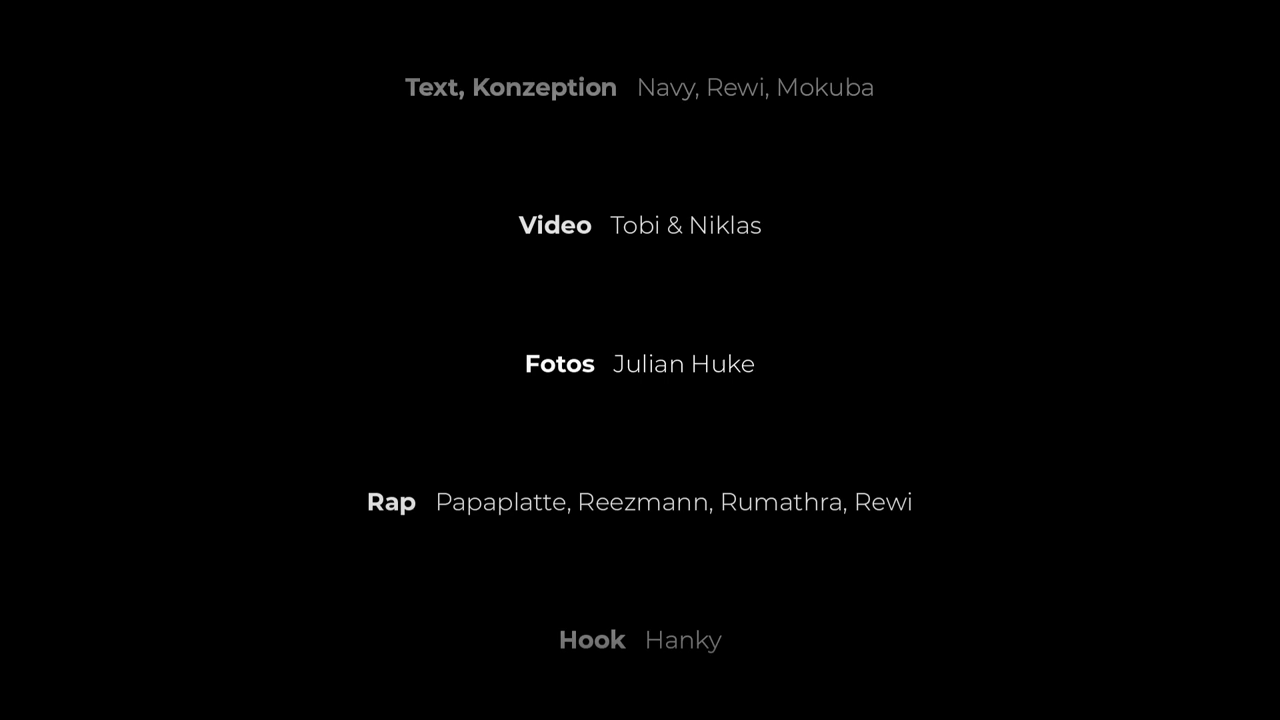 Text, Konzeption Navy, Rewi, Mokuba
Video Tobi & Niklas
Fotos Julian Huke
Rap Papaplatte, Reezmann, Rumathra, Rewi
Hook Hanky